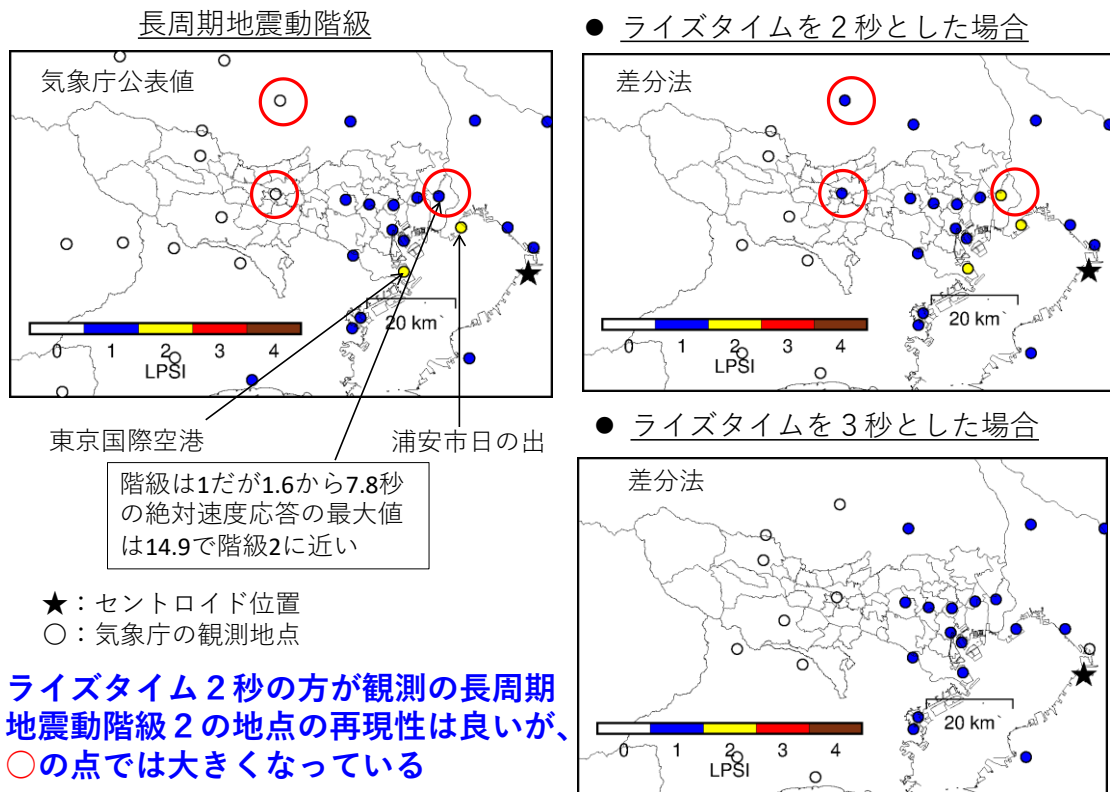 長周期地震動階級
気象庁公表値
20 km
0 1 2 3 4
LPSI
東京国際空港
浦安市日の出
階級は1だが1.6から7.8秒
の絶対速度応答の最大値
は14.9で階級2に近い
★：セントロイド位置
○：気象庁の観測地点
ライズタイム２秒の方が観測の長周期
地震動階級２の地点の再現性は良いが、
○の点では大きくなっている
● ライズタイムを２秒とした場合
差分法
20 km
0 1 2 3 4
LPSI
● ライズタイムを３秒とした場合
差分法
20 km
0 1 2 3 4
LPSI